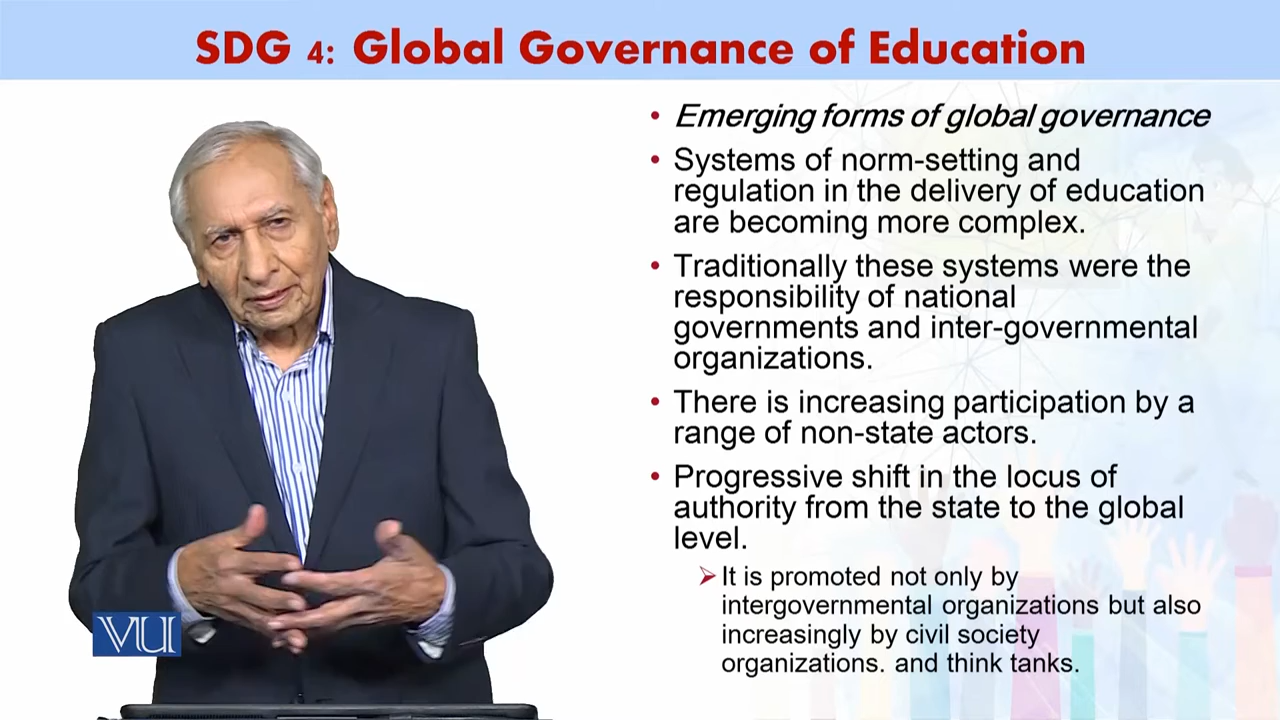 SDG 4: Global Governance of Education
• Emerging forms of global governance
• Systems of norm-setting and
regulation in the delivery of education
are becoming more complex.
• Traditionally these systems were the
responsibility of national
governments and inter-governmental
organizations.
• There is increasing participation by a
range of non-state actors.
• Progressive shift in the locus of
authority from the state to the global
level.
➢ It is promoted not only by
intergovernmental organizations but also
increasingly by civil society
organizations. and think tanks.
VU